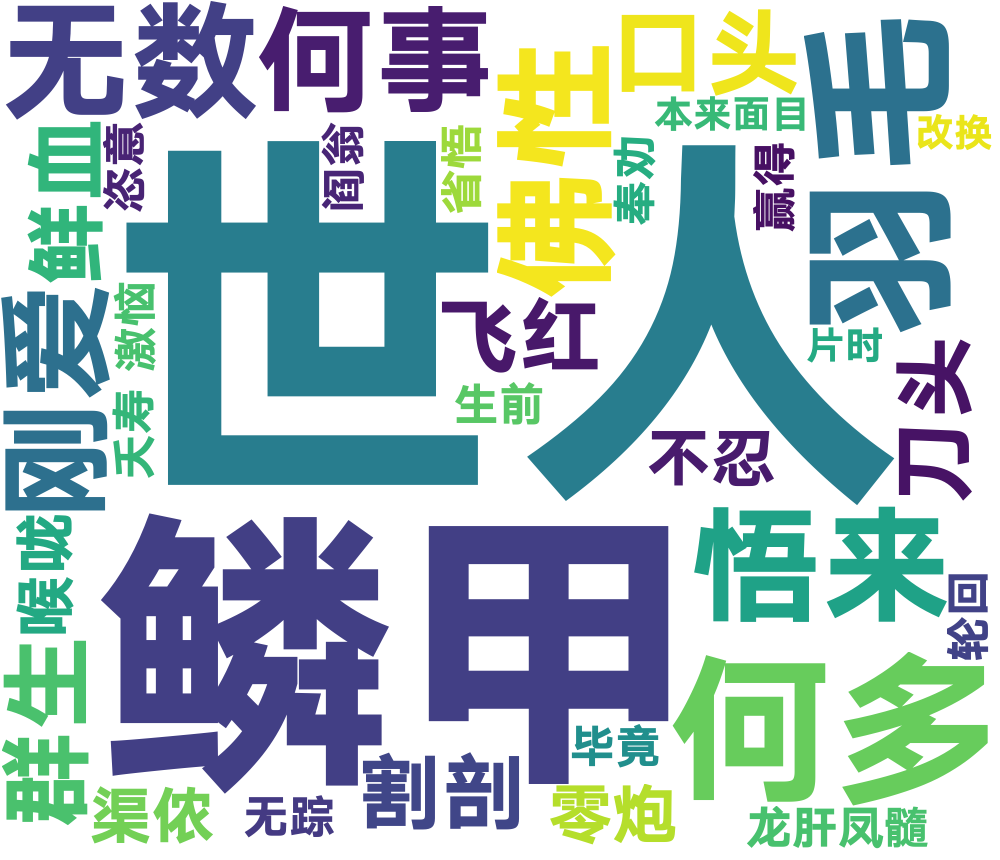 无数
何事
佛性
口头
羽毛
本来面目
改换
鲜血
恣意
阎翁
省悟
奉劝
赢得
世人
刚爱
激恼
飞红
片时
生前
夭寿
不忍
刀头
喉咙
鳞甲
悟来
轮回
群生
何多
毕竟
割剖
渠侬
无踪
零炮
龙肝凤髓